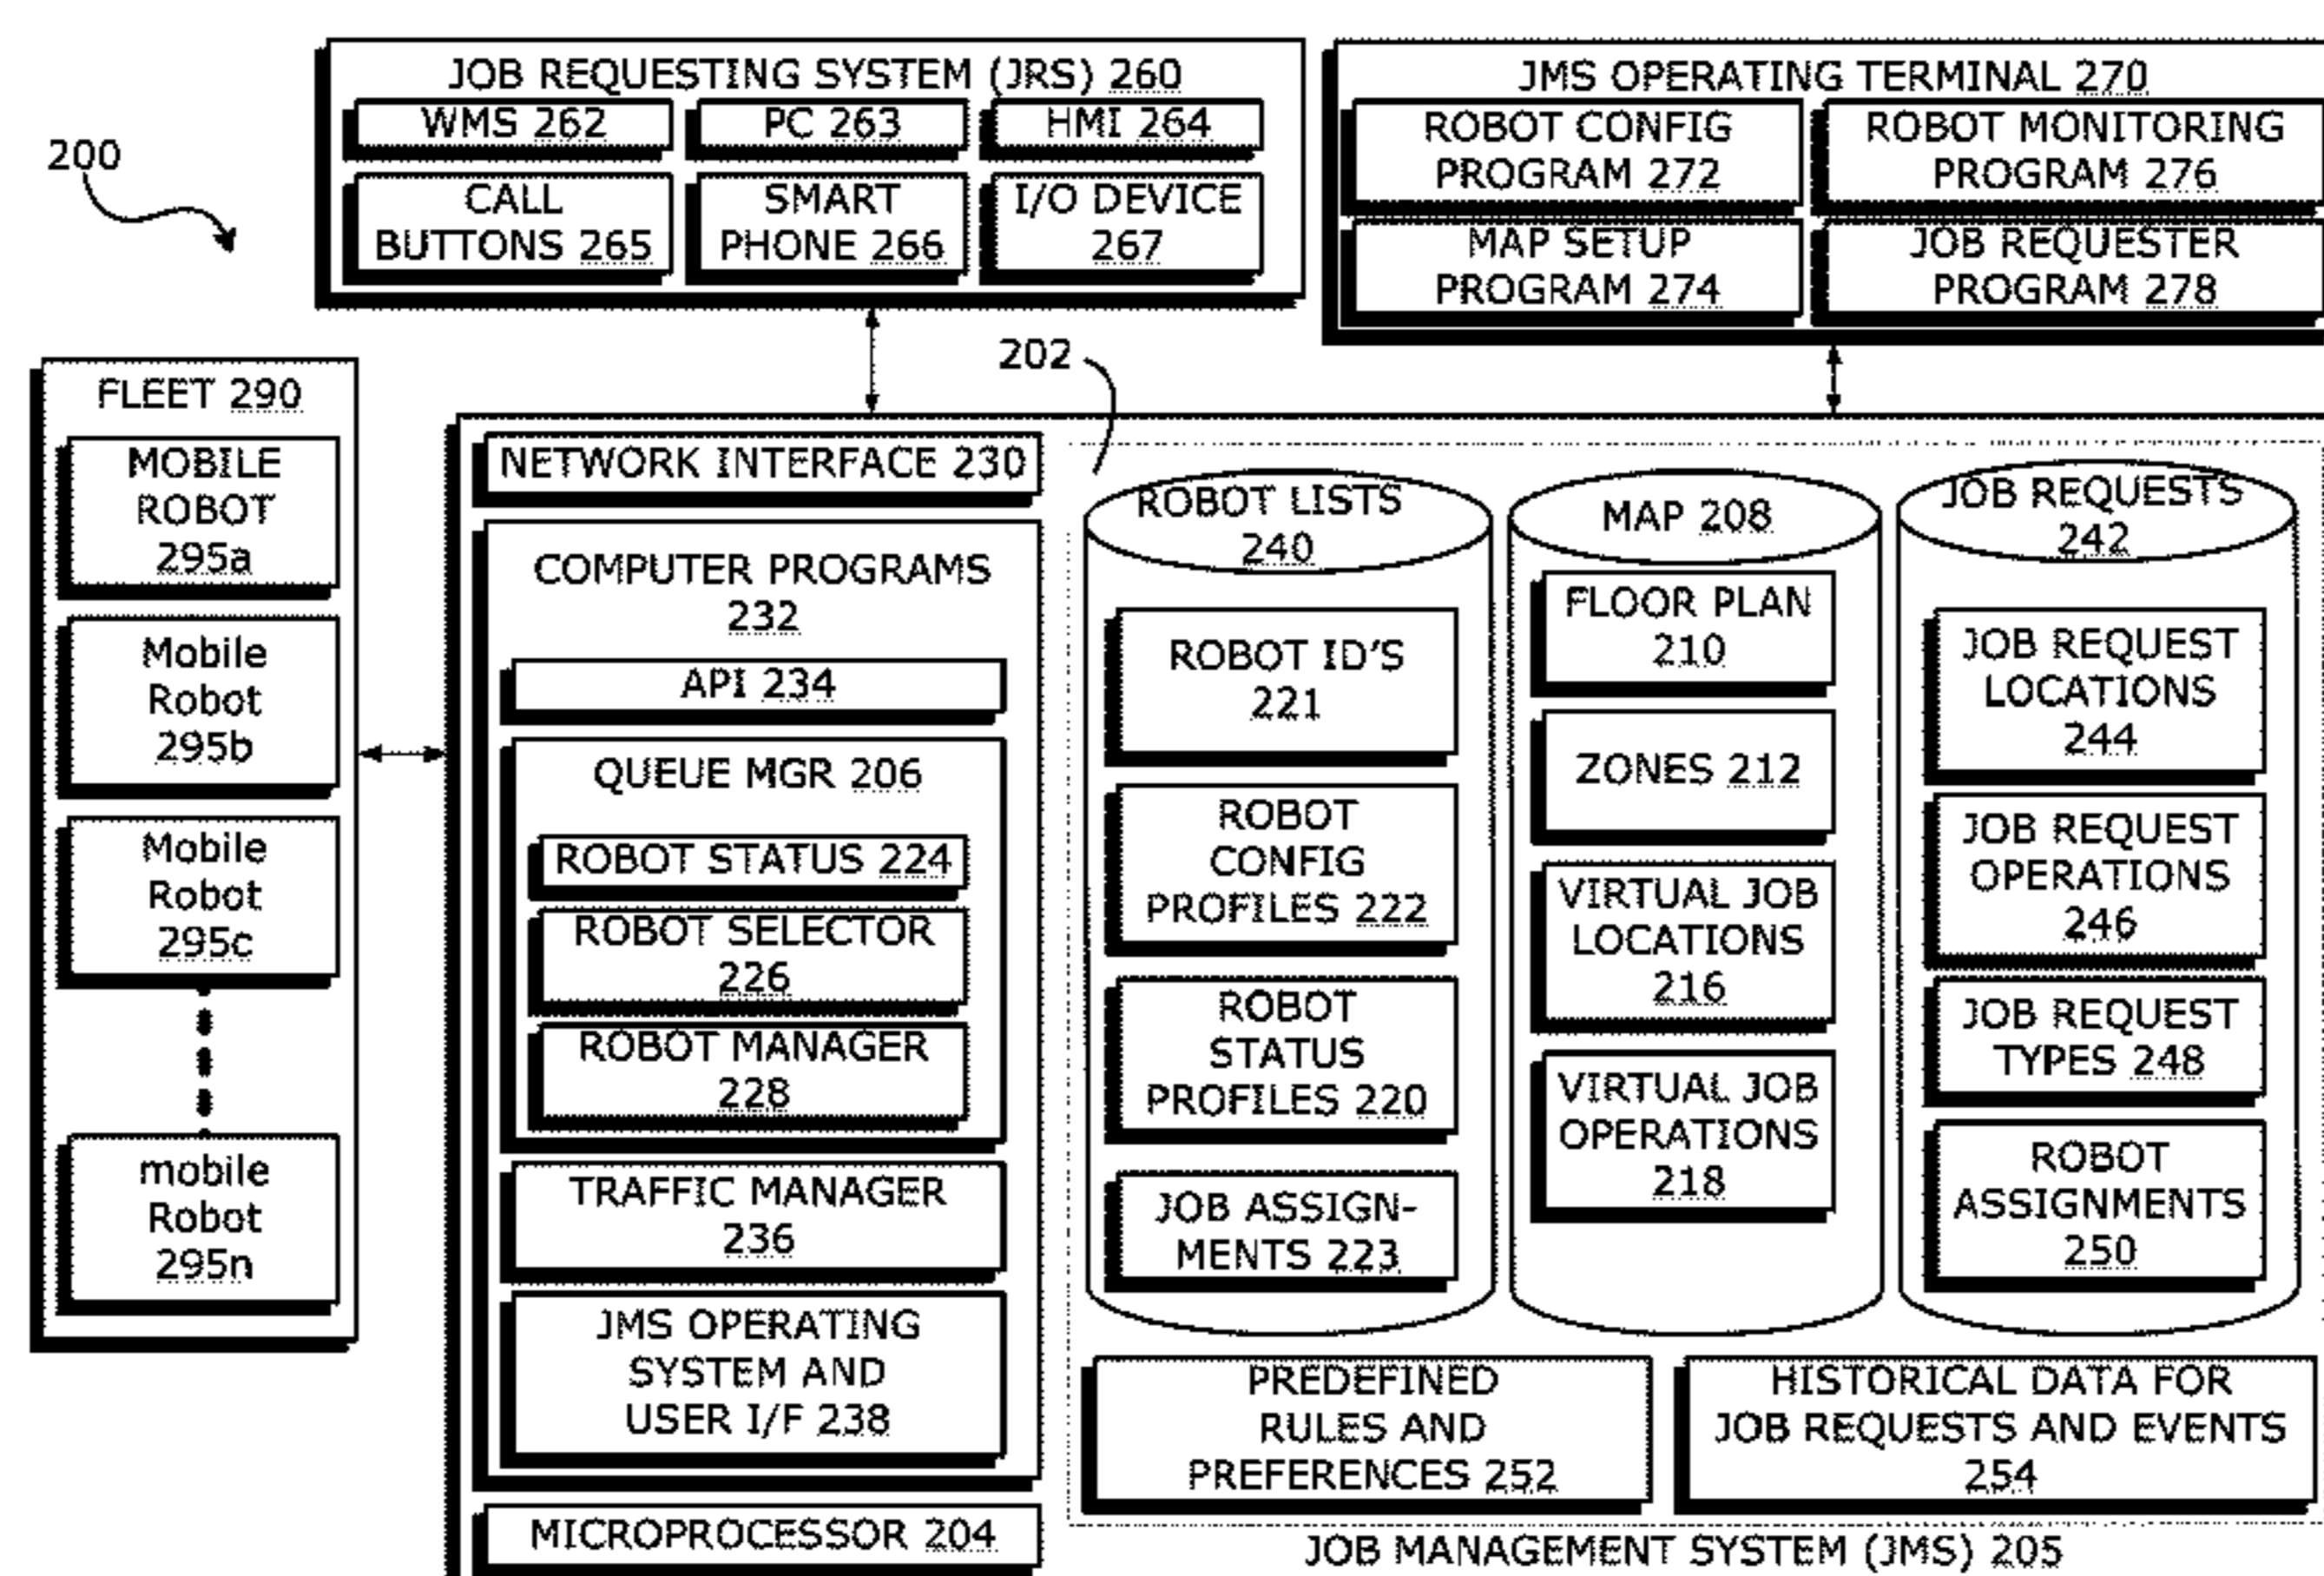 JOB REQUESTING SYSTEM (JRS) 260
WMS 262
PC 263
HMI 264
CALL
BUTTONS 265
SMART
PHONE 266
I/O DEVICE
267
JMS OPERATING TERMINAL 270
ROBOT CONFIG
PROGRAM 272
ROBOT MONITORING
PROGRAM 276
MAP SETUP
PROGRAM 274
JOB REQUESTER
PROGRAM 278
200
202
FLEET 290
MOBILE
ROBOT
295a
Mobile
Robot
295b
Mobile
Robot
295c
mobile
Robot
295n
NETWORK INTERFACE 230
COMPUTER PROGRAMS
232
API 234
QUEUE MGR 206
ROBOT STATUS 224
ROBOT SELECTOR
226
ROBOT MANAGER
228
TRAFFIC MANAGER
236
JMS OPERATING
SYSTEM AND
USER I/F 238
MICROPROCESSOR 204
ROBOT LISTS
240
ROBOT ID'S
221
ROBOT
CONFIG
PROFILES 222
ROBOT
STATUS
PROFILES 220
JOB ASSIGN-
MENTS 223
MAP 208
FLOOR PLAN
210
ZONES 212
VIRTUAL JOB
LOCATIONS
216
VIRTUAL JOB
OPERATIONS
218
JOB REQUESTS
242
JOB REQUEST
LOCATIONS
244
JOB REQUEST
OPERATIONS
246
JOB REQUEST
TYPES 248
ROBOT
ASSIGNMENTS
250
PREDEFINED
RULES AND
PREFERENCES 252
HISTORICAL DATA FOR
JOB REQUESTS AND EVENTS
254
JOB MANAGEMENT SYSTEM (JMS) 205